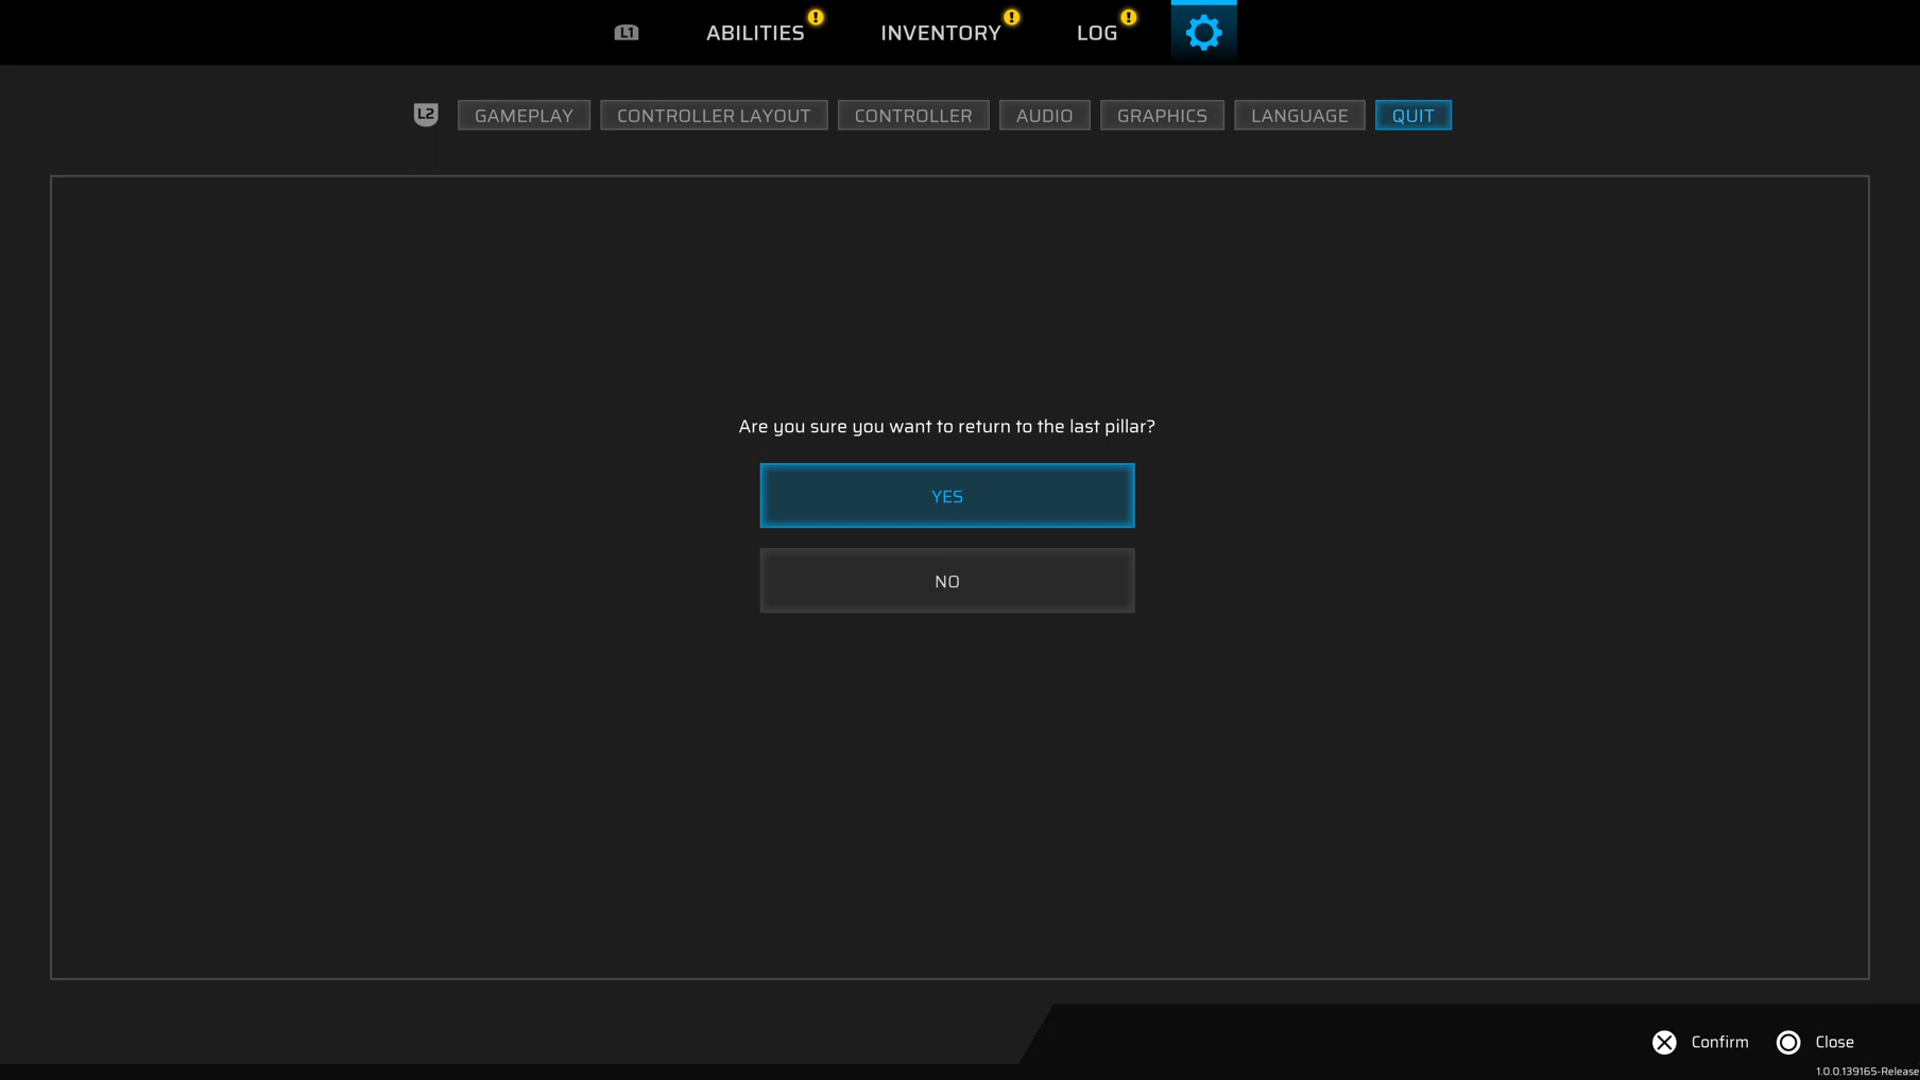 L1 ABILITIES ! INVENTORY ! LOG !
L2 GAMEPLAY CONTROLLER LAYOUT CONTROLLER AUDIO GRAPHICS LANGUAGE QUIT
Are you sure you want to return to the last pillar?
YES
NO
Confirm Close
1.0.0.139165-Release